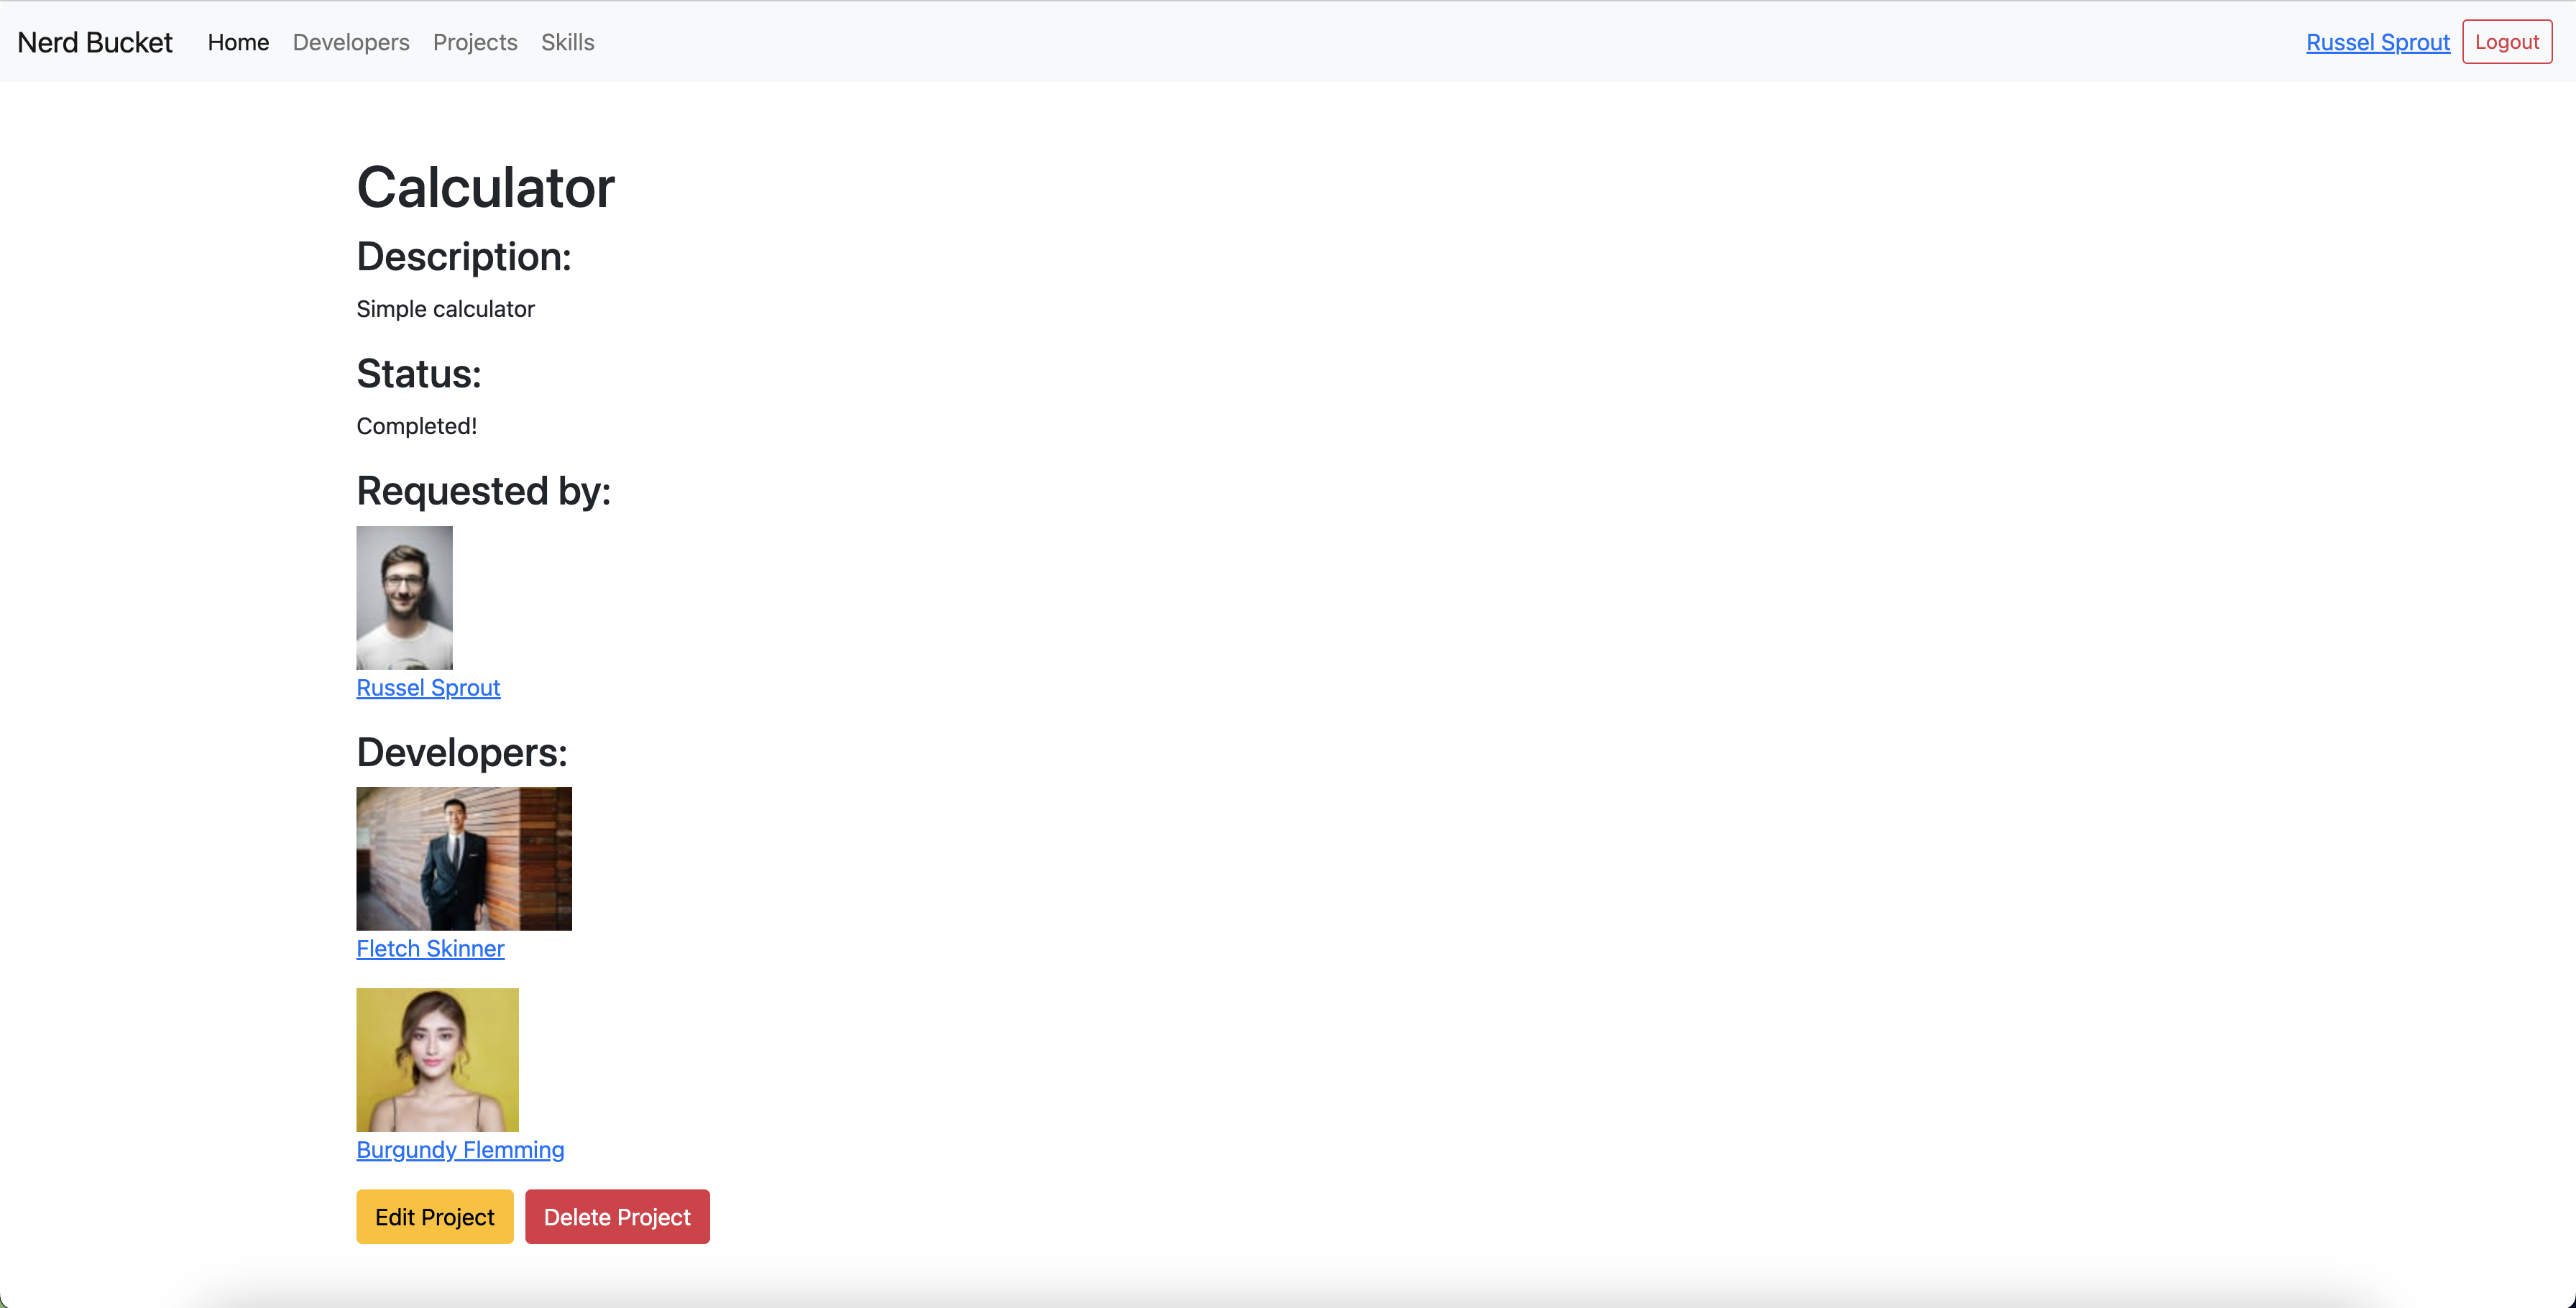 Nerd Bucket Home Developers Projects Skills Russel Sprout Logout
Calculator
Description:
Simple calculator
Status:
Completed!
Requested by:
Russel Sprout
Developers:
Fletch Skinner
Burgundy Flemming
Edit Project Delete Project